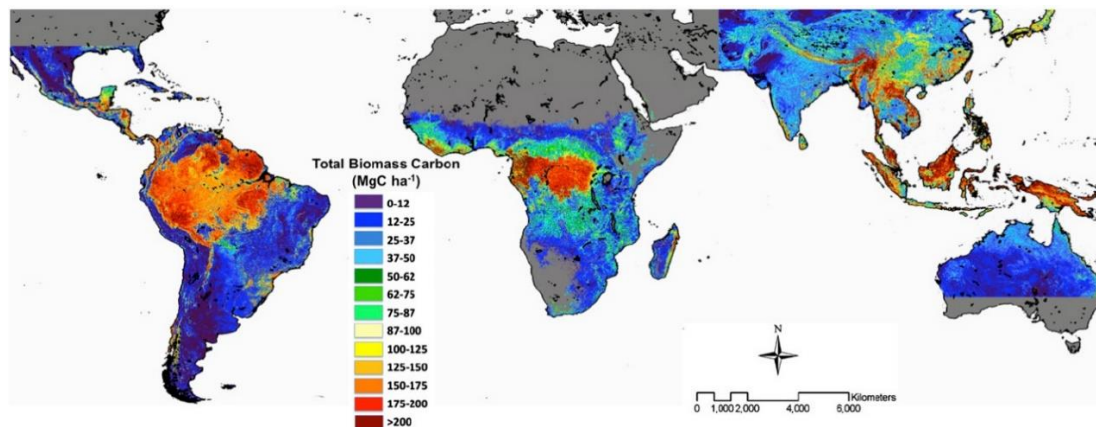 Total Biomass Carbon
(MgC ha⁻¹)
0-12
12-25
25-37
37-50
50-62
62-75
75-87
87-100
100-125
125-150
150-175
175-200
>200
N
Kilometers
0 1,000 2,000 4,000 6,000